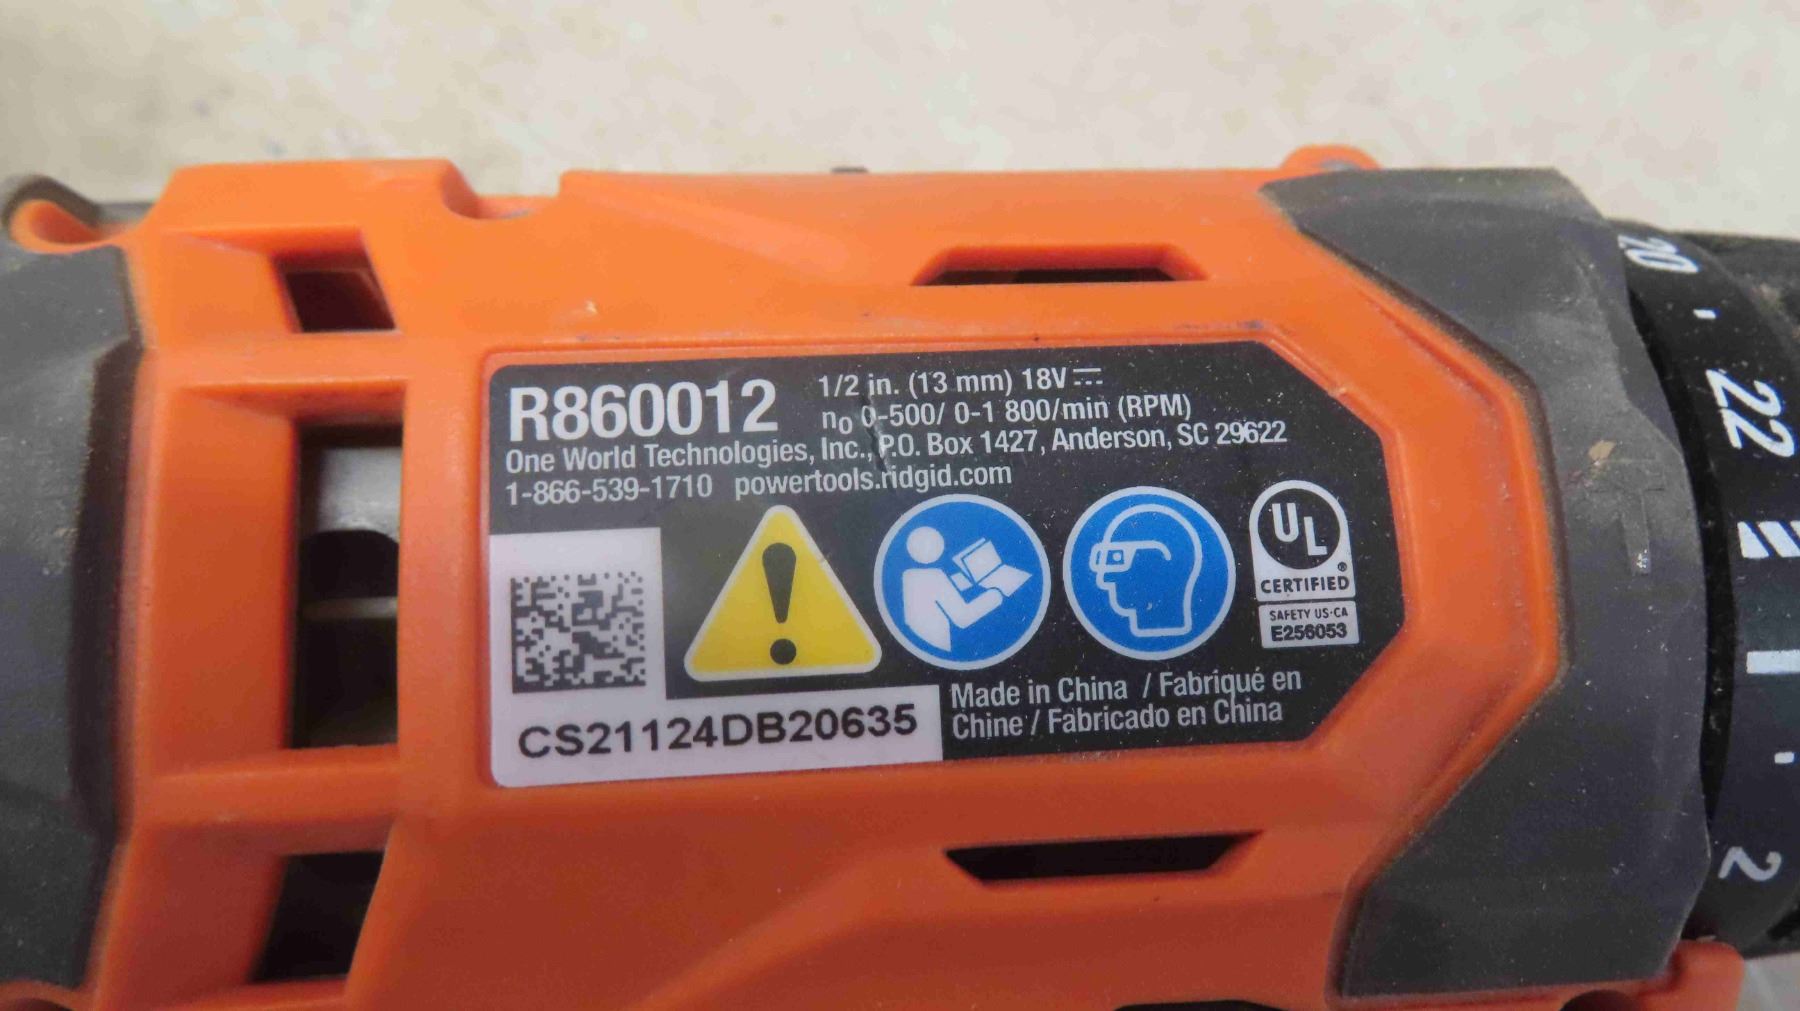 R860012
1/2 in. (13 mm) 18V
n₀ 0-500/ 0-1 800/min (RPM)
One World Technologies, Inc., P.O. Box 1427, Anderson, SC 29622
1-866-539-1710 powertools.ridgid.com
UL
®
CERTIFIED
SAFETY US·CA
E256053
Made in China / Fabriqué en
Chine / Fabricado en China
CS21124DB20635
20
22
2